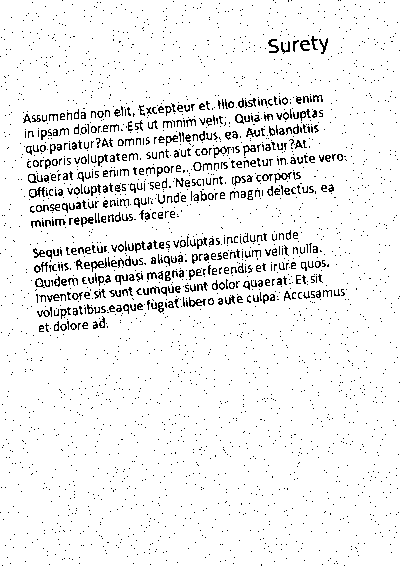 Surety
Assumenda non elit, Excepteur et. Illo distinctio. enim
in ipsam dolorem. Est ut minim velit,. Quia in voluptas
quo pariatur?At omnis repellendus. ea. Aut blanditiis
corporis voluptatem. sunt aut corporis pariatur?At.
Quaerat quis enim tempore,. Omnis tenetur in aute vero.
Officia voluptates qui sed. Nesciunt. ipsa corporis
consequatur enim qui. Unde labore magni delectus, ea
minim repellendus. facere.
Sequi tenetur voluptates voluptas incidunt unde
officiis. Repellendus. aliqua. praesentium velit nulla.
Quidem culpa quasi magna perferendis et irure quos.
Inventore sit sunt cumque sunt dolor quaerat. Et sit
voluptatibus eaque fugiat libero aute culpa. Accusamus
et dolore ad.